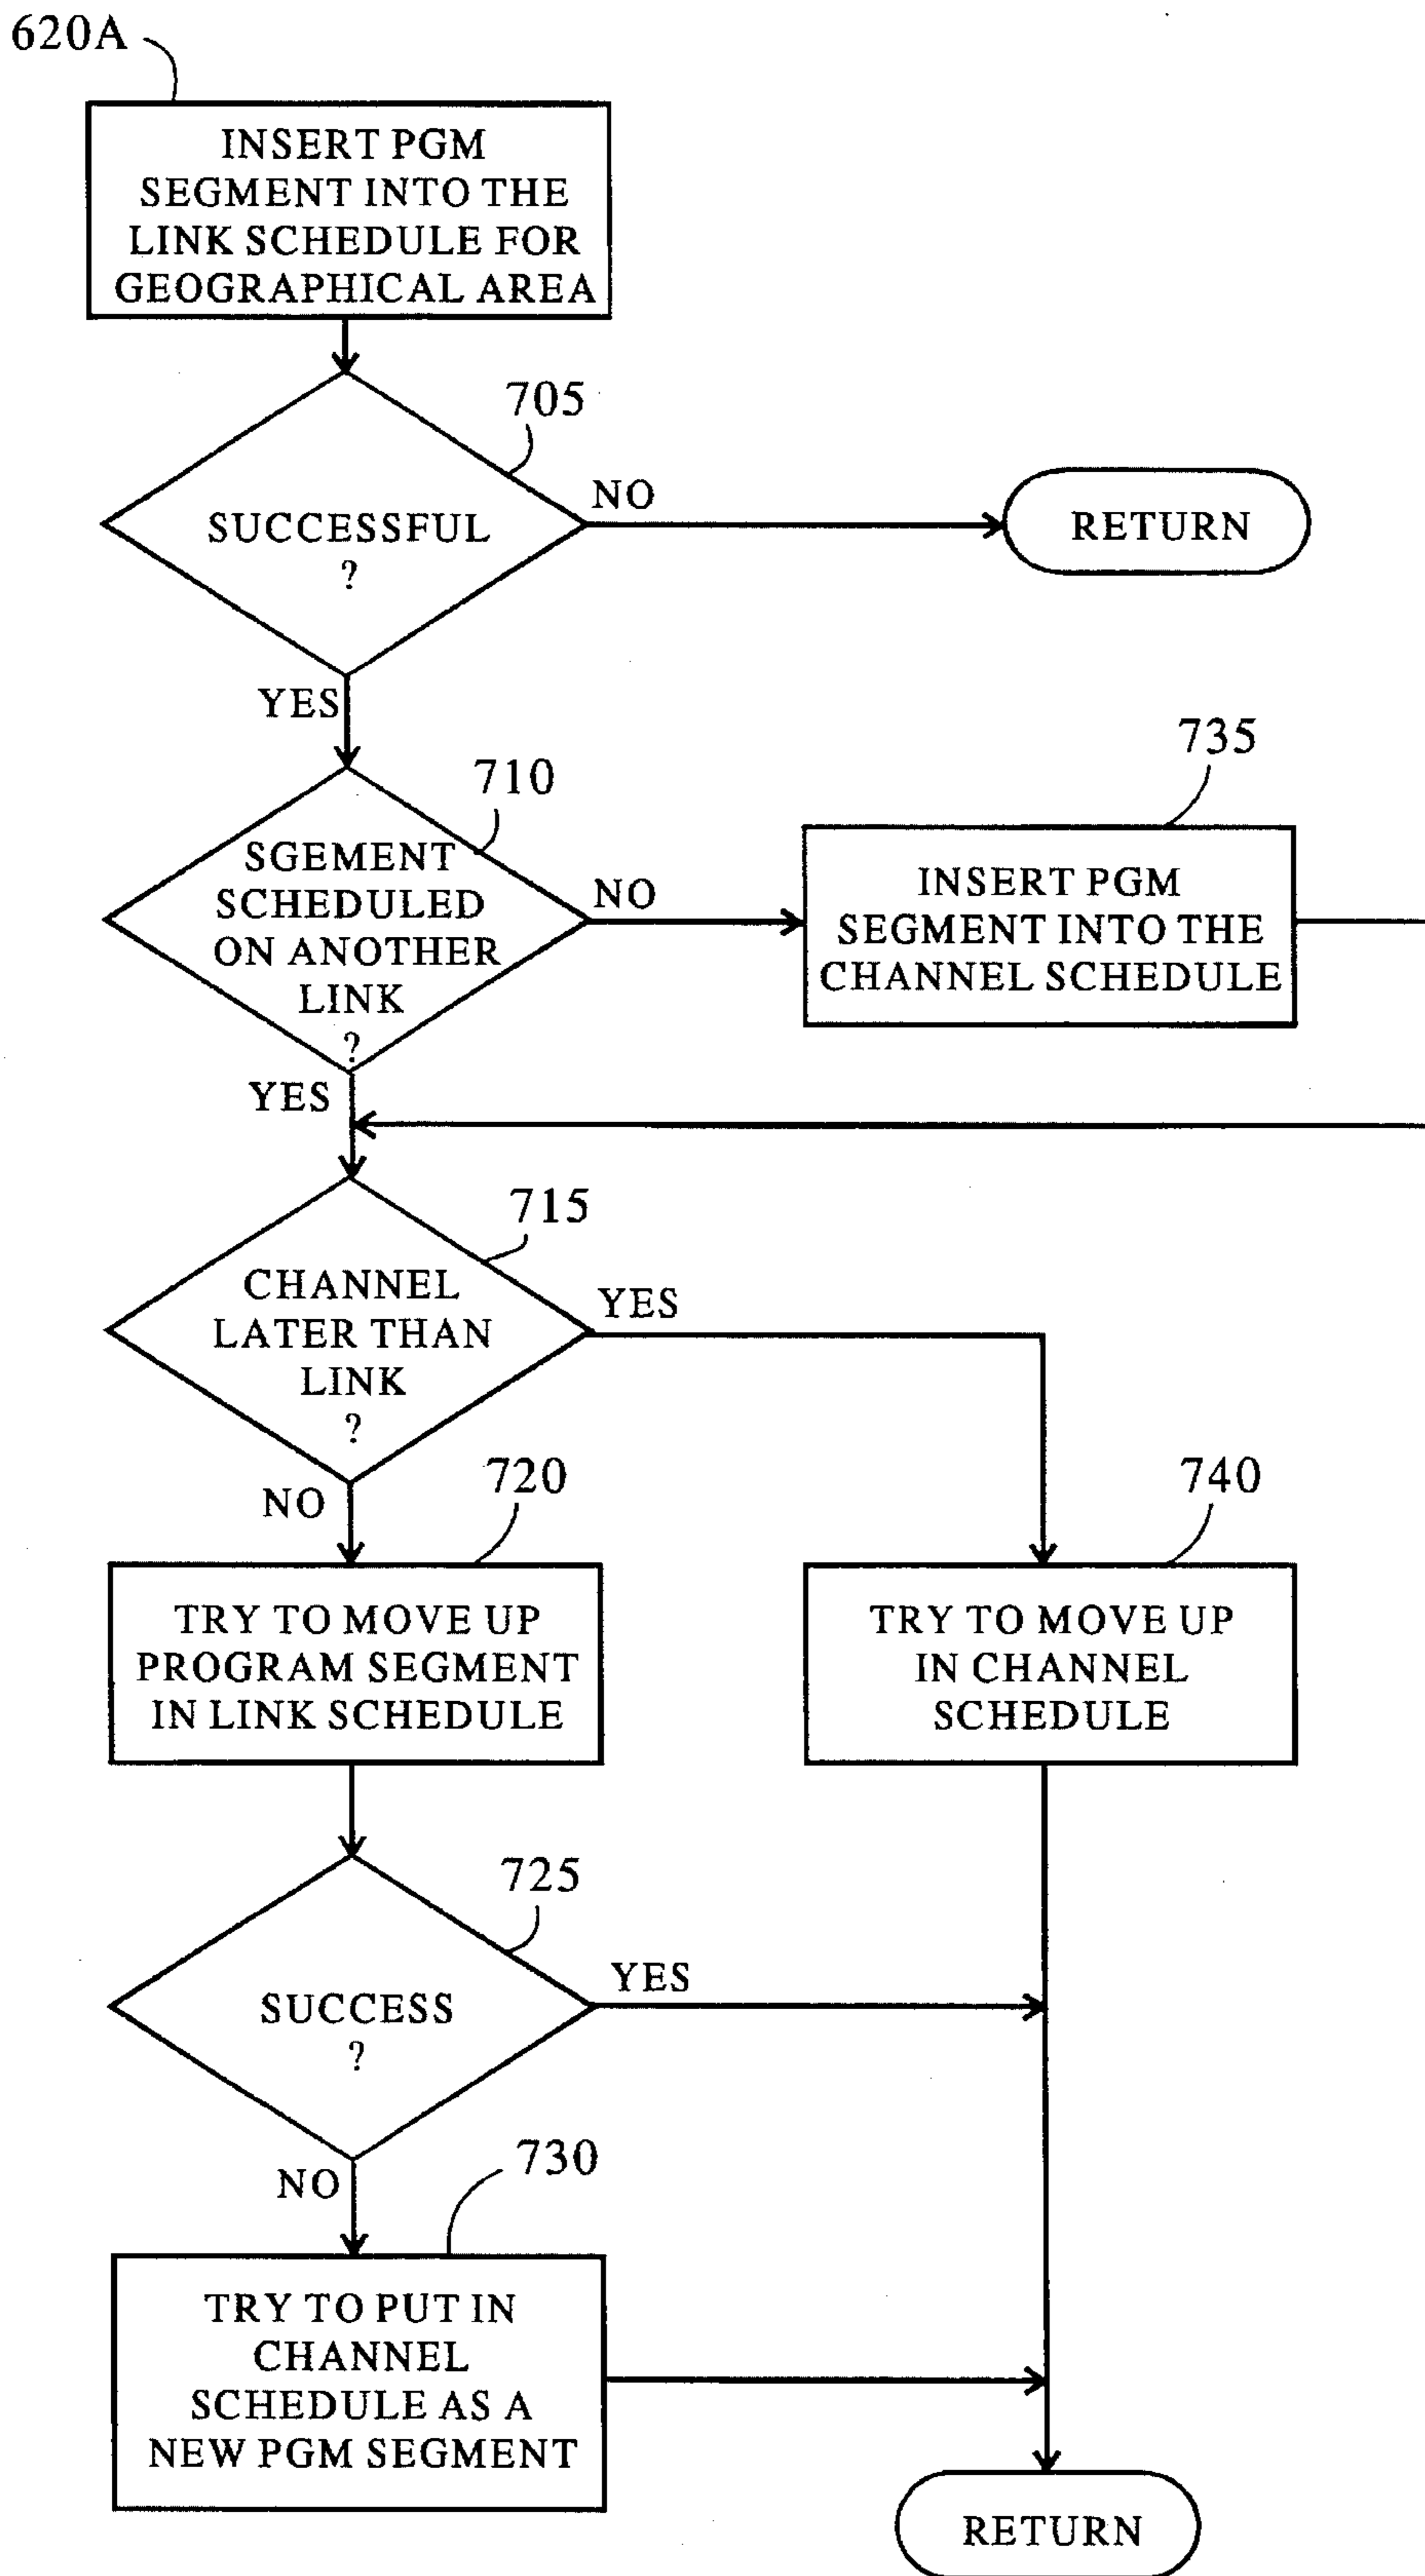 620A
INSERT PGM
SEGMENT INTO THE
LINK SCHEDULE FOR
GEOGRAPHICAL AREA
705
SUCCESSFUL
?
NO
RETURN
YES
710
SGEMENT
SCHEDULED
ON ANOTHER
LINK
?
NO
735
INSERT PGM
SEGMENT INTO THE
CHANNEL SCHEDULE
YES
715
CHANNEL
LATER THAN
LINK
?
YES
NO
720
TRY TO MOVE UP
PROGRAM SEGMENT
IN LINK SCHEDULE
740
TRY TO MOVE UP
IN CHANNEL
SCHEDULE
725
SUCCESS
?
YES
NO
730
TRY TO PUT IN
CHANNEL
SCHEDULE AS A
NEW PGM SEGMENT
RETURN